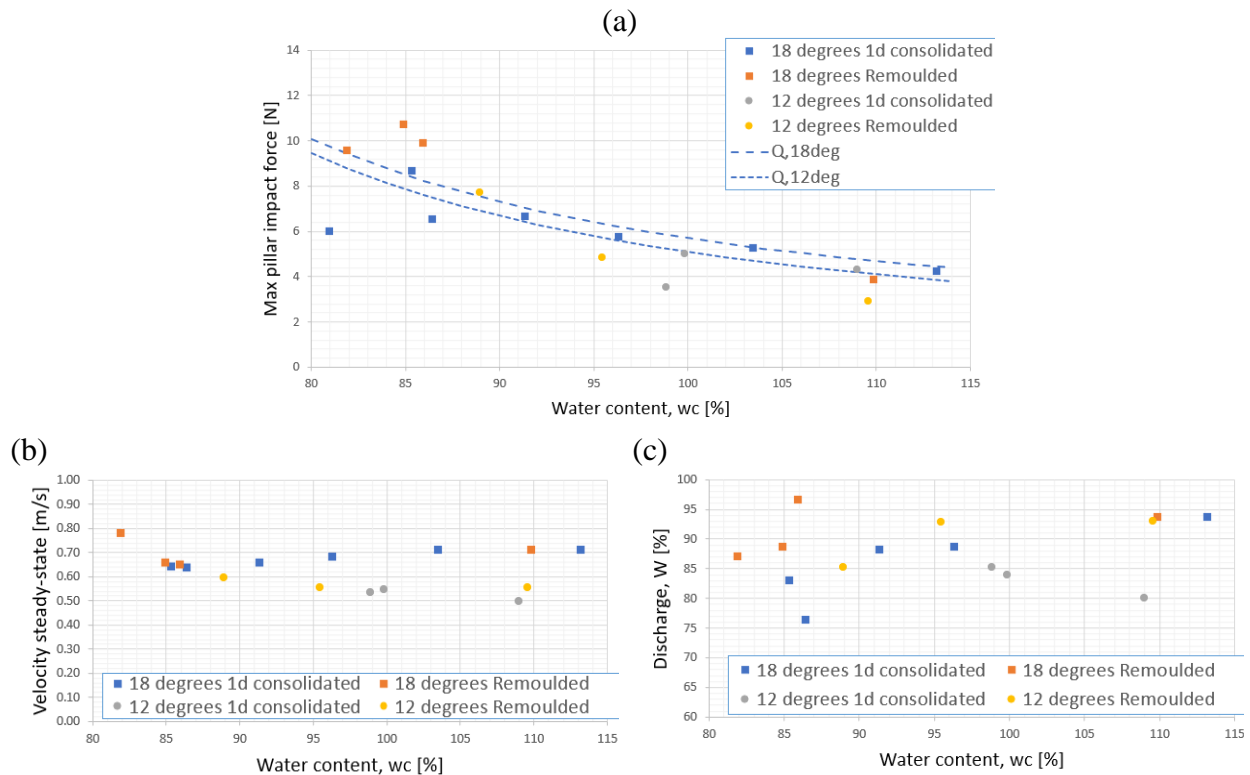 (a)
14
12
10
8
6
4
2
0
Max pillar impact force [N]
18 degrees 1d consolidated
18 degrees Remoulded
12 degrees 1d consolidated
12 degrees Remoulded
Q,18deg
Q,12deg
80 85 90 95 100 105 110 115
Water content, wc [%]
(b)
1.00
0.90
0.80
0.70
0.60
0.50
0.40
0.30
0.20
0.10
0.00
Velocity steady-state [m/s]
18 degrees 1d consolidated 18 degrees Remoulded
12 degrees 1d consolidated 12 degrees Remoulded
80 85 90 95 100 105 110 115
Water content, wc [%]
(c)
100
95
90
85
80
75
70
65
60
Discharge, W [%]
18 degrees 1d consolidated 18 degrees Remoulded
12 degrees 1d consolidated 12 degrees Remoulded
80 85 90 95 100 105 110 115
Water content, wc [%]